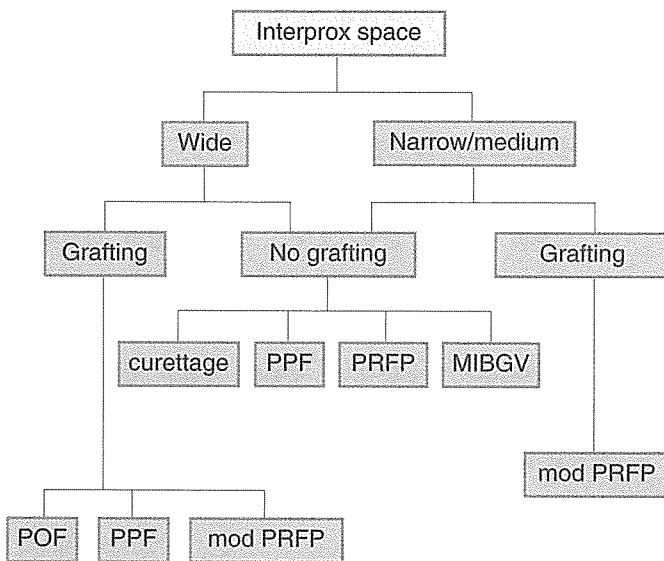 Interprox space
Wide
Narrow/medium
Grafting
No grafting
Grafting
curettage
PPF
PRFP
MIBGV
mod PRFP
POF
PPF
mod PRFP